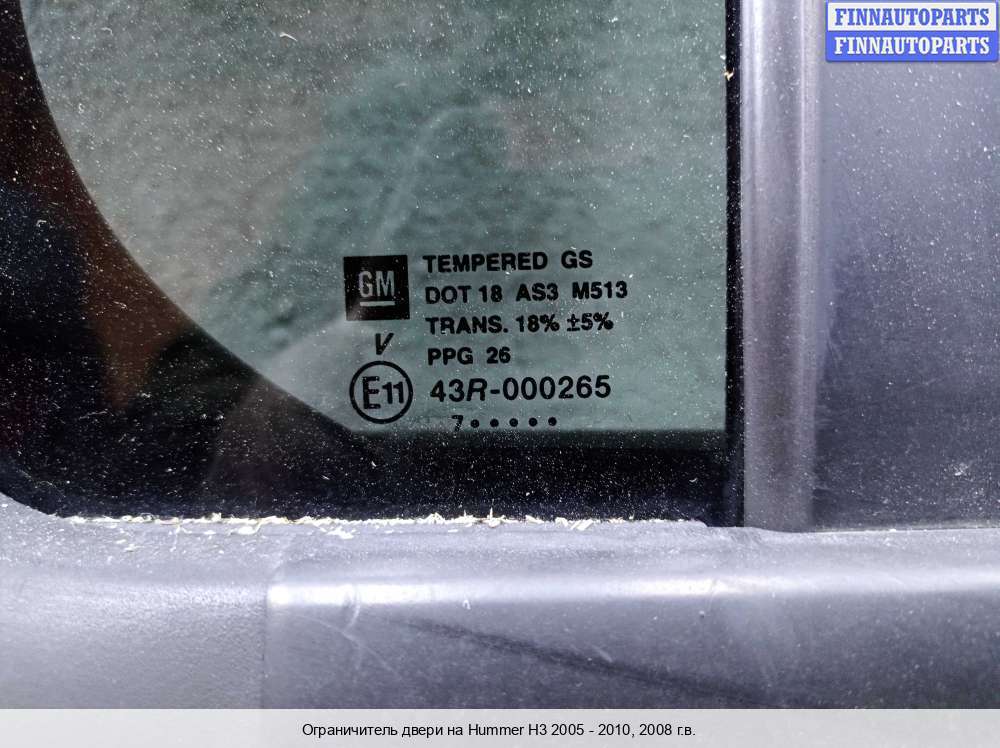 FINNAUTOPARTS
FINNAUTOPARTS
GM
TEMPERED GS
DOT 18 AS3 M513
TRANS. 18% ±5%
V
PPG 26
E11
43R-000265
7•••••
Ограничитель двери на Hummer H3 2005 - 2010, 2008 г.в.